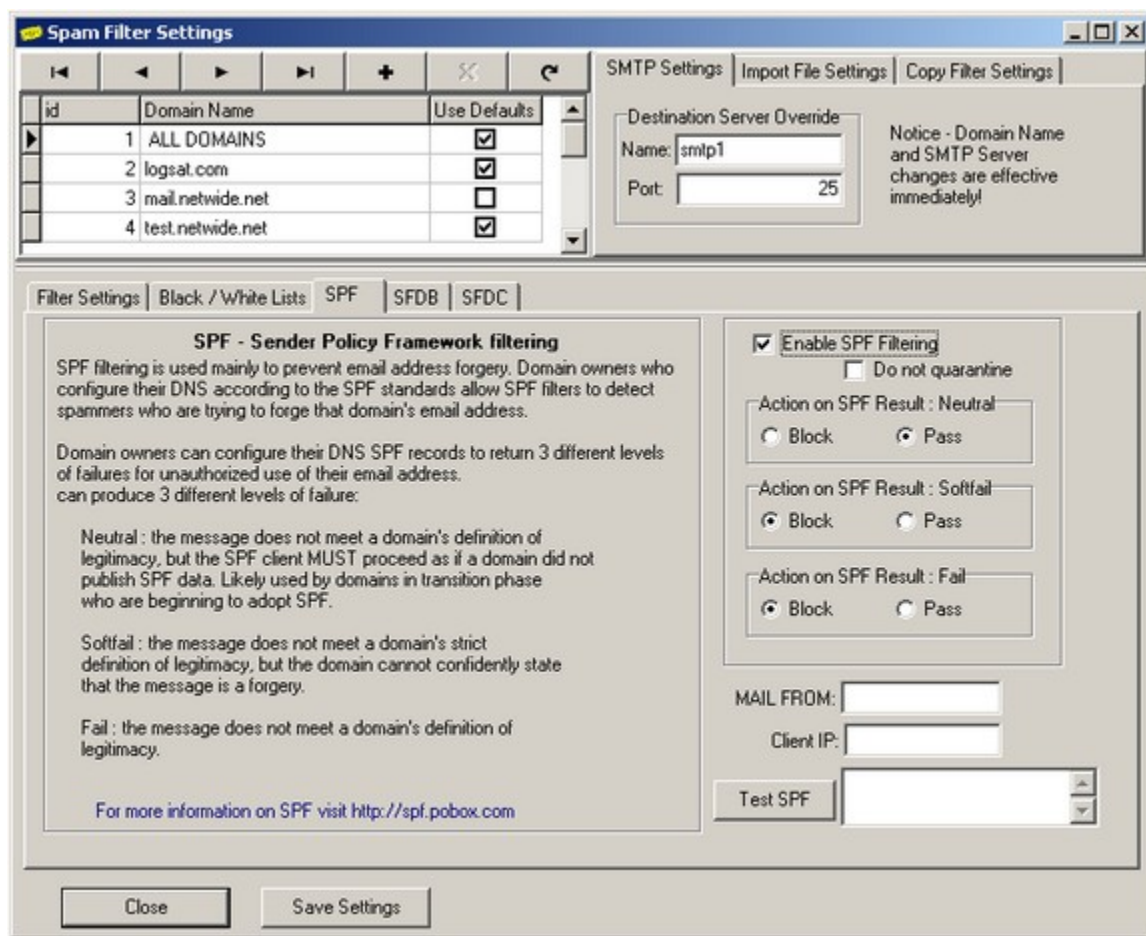 Spam Filter Settings
SMTP Settings
Import File Settings
Copy Filter Settings
id Domain Name Use Defaults
1 ALL DOMAINS
2 logsat.com
3 mail.netwide.net
4 test.netwide.net
Destination Server Override
Name: smtp1
Port: 25
Notice - Domain Name
and SMTP Server
changes are effective
immediately!
Filter Settings
Black / White Lists
SPF
SFDB
SFDC
SPF - Sender Policy Framework filtering
SPF filtering is used mainly to prevent email address forgery. Domain owners who
configure their DNS according to the SPF standards allow SPF filters to detect
spammers who are trying to forge that domain's email address.
Domain owners can configure their DNS SPF records to return 3 different levels
of failures for unauthorized use of their email address.
can produce 3 different levels of failure:
Neutral : the message does not meet a domain's definition of
legitimacy, but the SPF client MUST proceed as if a domain did not
publish SPF data. Likely used by domains in transition phase
who are beginning to adopt SPF.
Softfail : the message does not meet a domain's strict
definition of legitimacy, but the domain cannot confidently state
that the message is a forgery.
Fail : the message does not meet a domain's definition of
legitimacy.
For more information on SPF visit http://spf.pobox.com
Enable SPF Filtering
Do not quarantine
Action on SPF Result : Neutral
Block Pass
Action on SPF Result : Softfail
Block Pass
Action on SPF Result : Fail
Block Pass
MAIL FROM:
Client IP:
Test SPF
Close
Save Settings